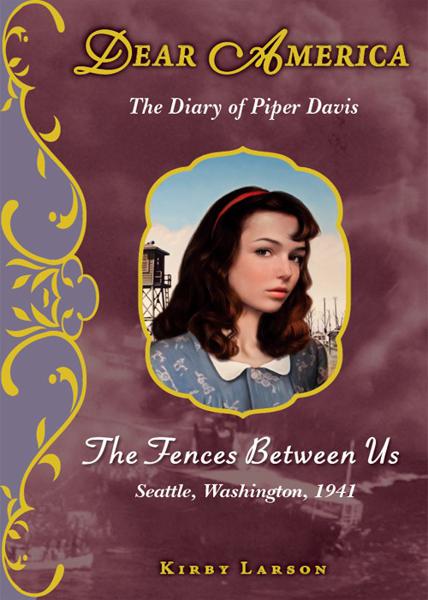 Dear America
The Diary of Piper Davis
The Fences Between Us
Seattle, Washington, 1941
Kirby Larson